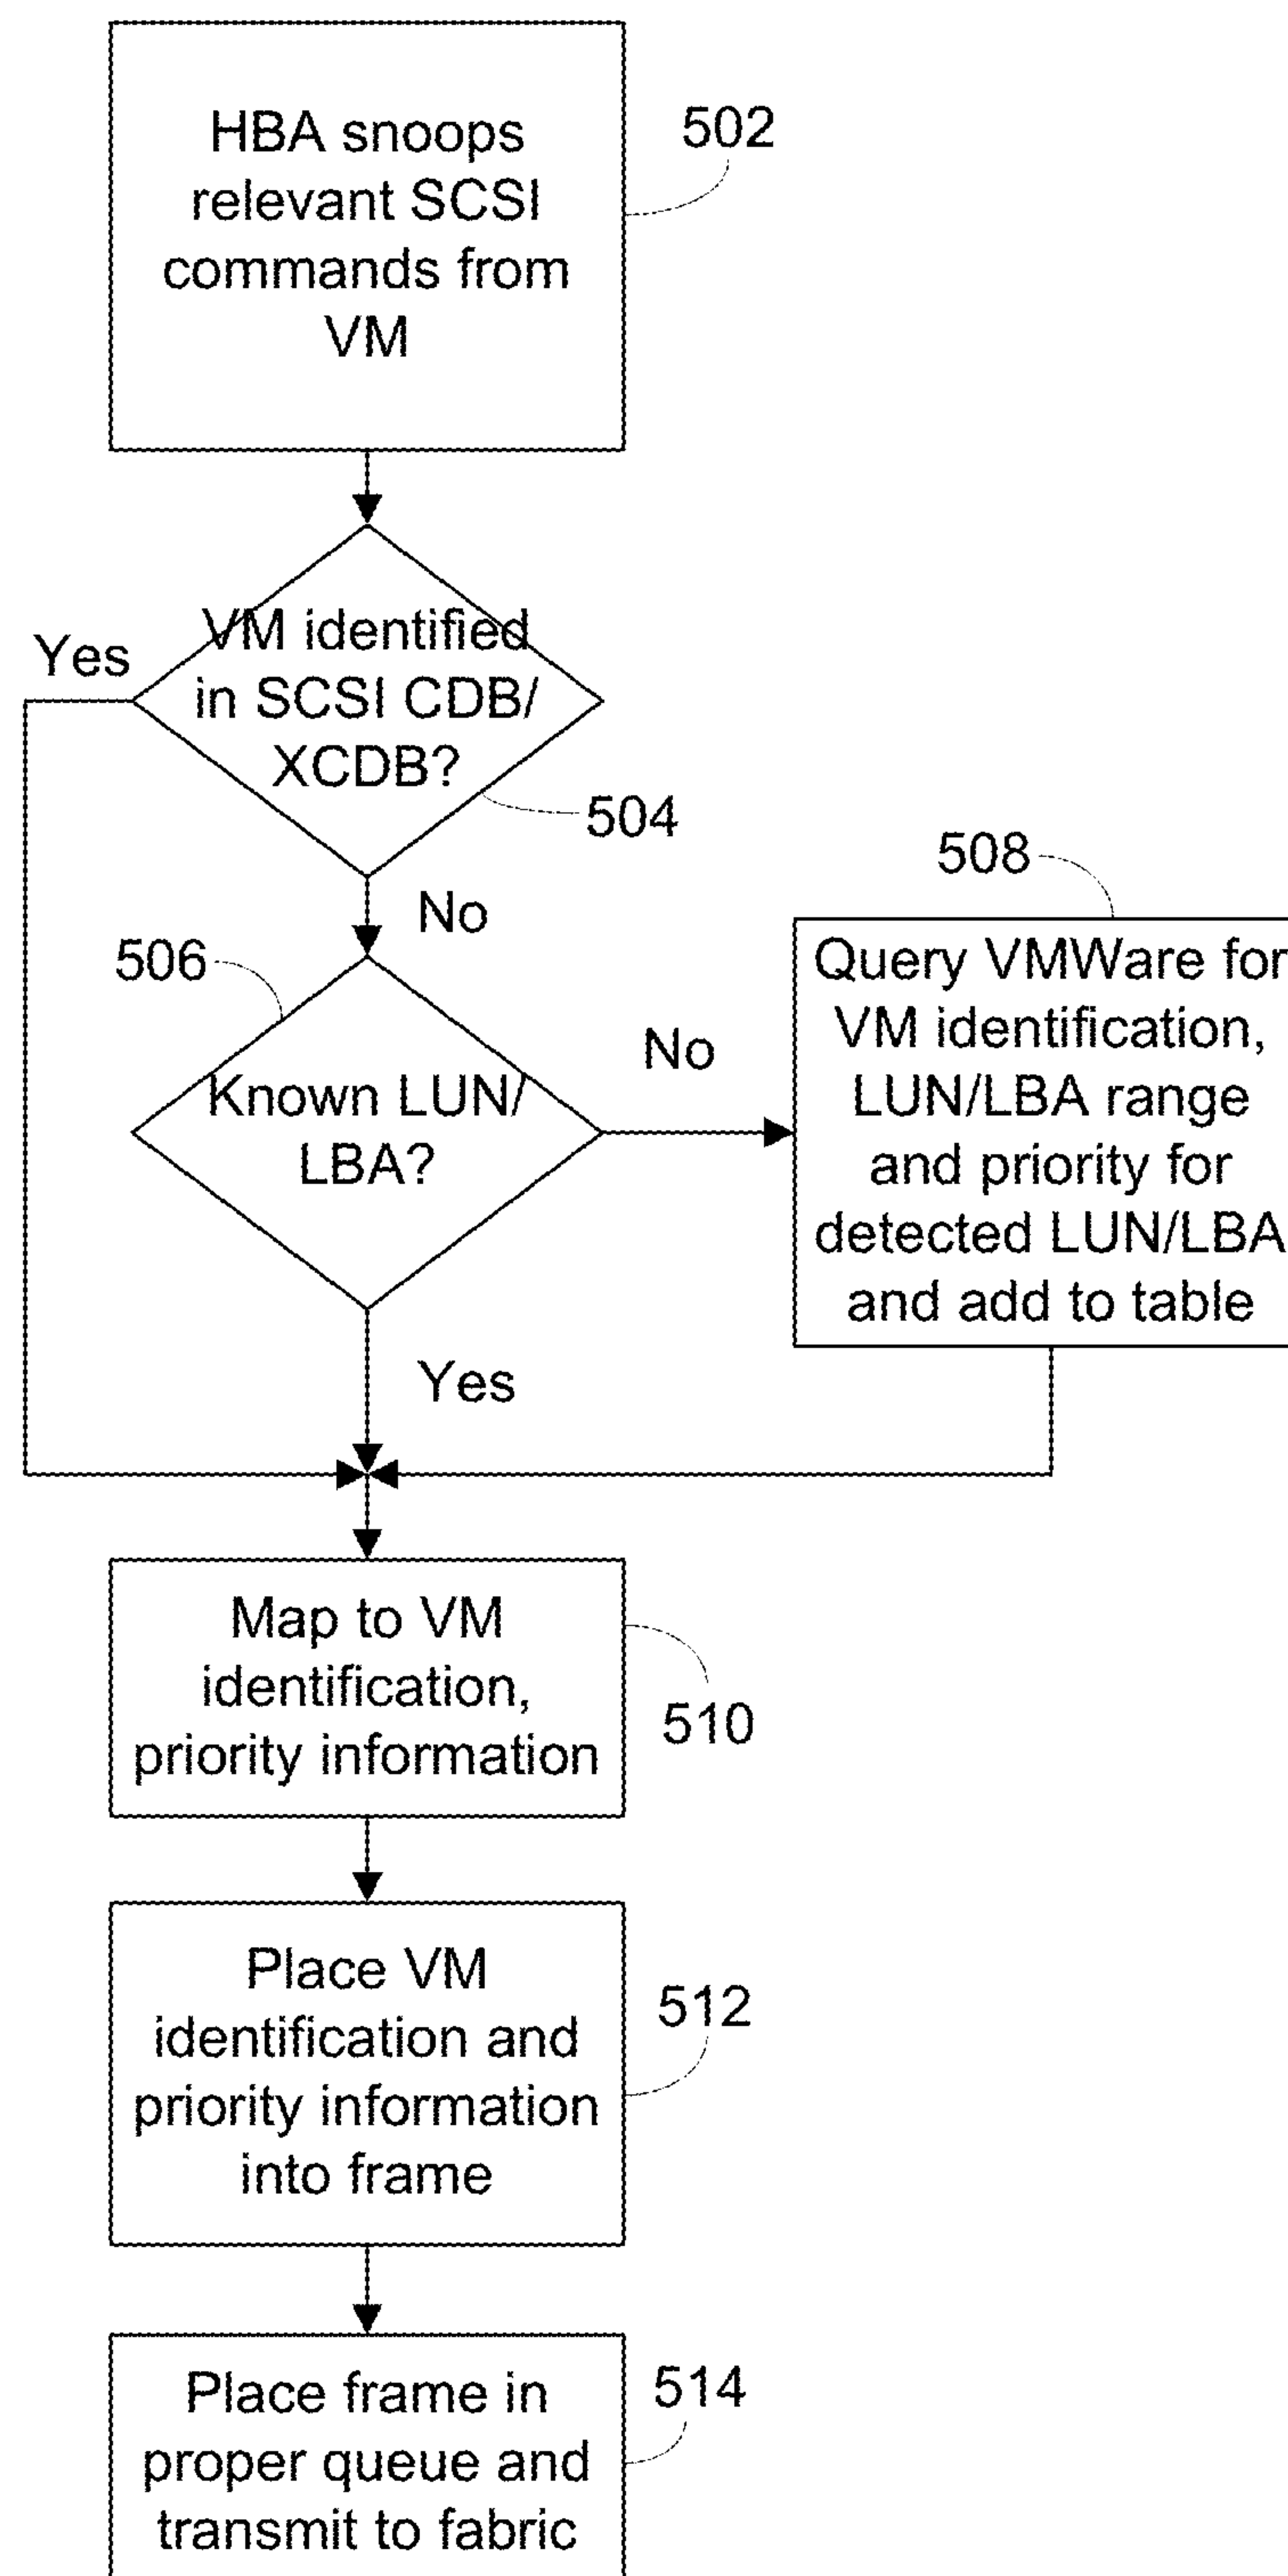 HBA snoops
relevant SCSI
commands from
VM
502
VM identified
in SCSI CDB/
XCDB?
Yes
504
No
506
Known LUN/
LBA?
No
Yes
508
Query VMWare for
VM identification,
LUN/LBA range
and priority for
detected LUN/LBA
and add to table
Map to VM
identification,
priority information
510
Place VM
identification and
priority information
into frame
512
Place frame in
proper queue and
transmit to fabric
514